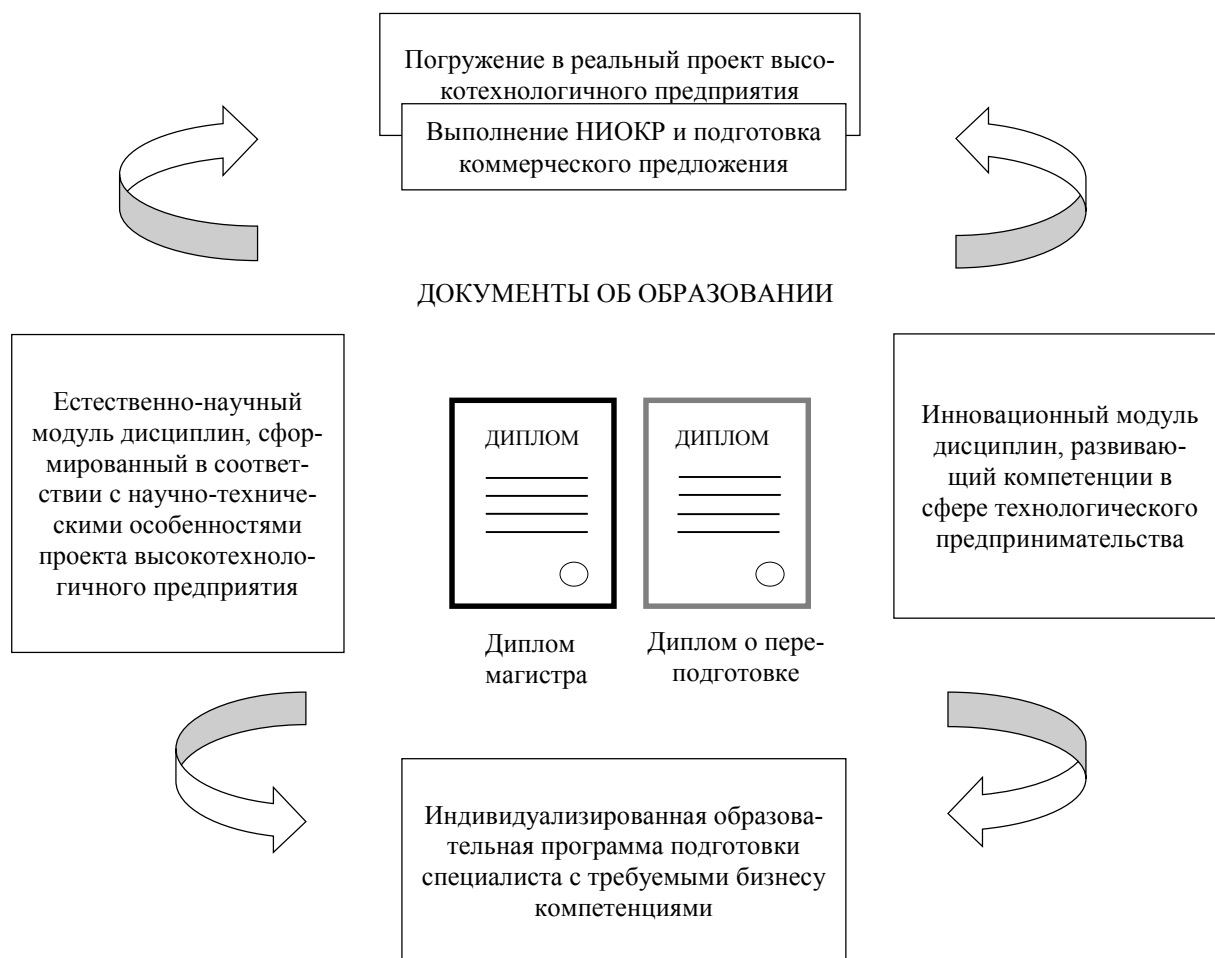 Погружение в реальный проект высо-
котехнологичного предприятия
Выполнение НИОКР и подготовка
коммерческого предложения
ДОКУМЕНТЫ ОБ ОБРАЗОВАНИИ
Естественно-научный
модуль дисциплин, сфор-
мированный в соответ-
ствии с научно-техниче-
скими особенностями
проекта высокотехноло-
гичного предприятия
ДИПЛОМ
Диплом
магистра
ДИПЛОМ
Диплом о пере-
подготовке
Инновационный модуль
дисциплин, развиваю-
щий компетенции в
сфере технологического
предпринимательства
Индивидуализированная образова-
тельная программа подготовки
специалиста с требуемыми бизнесу
компетенциями